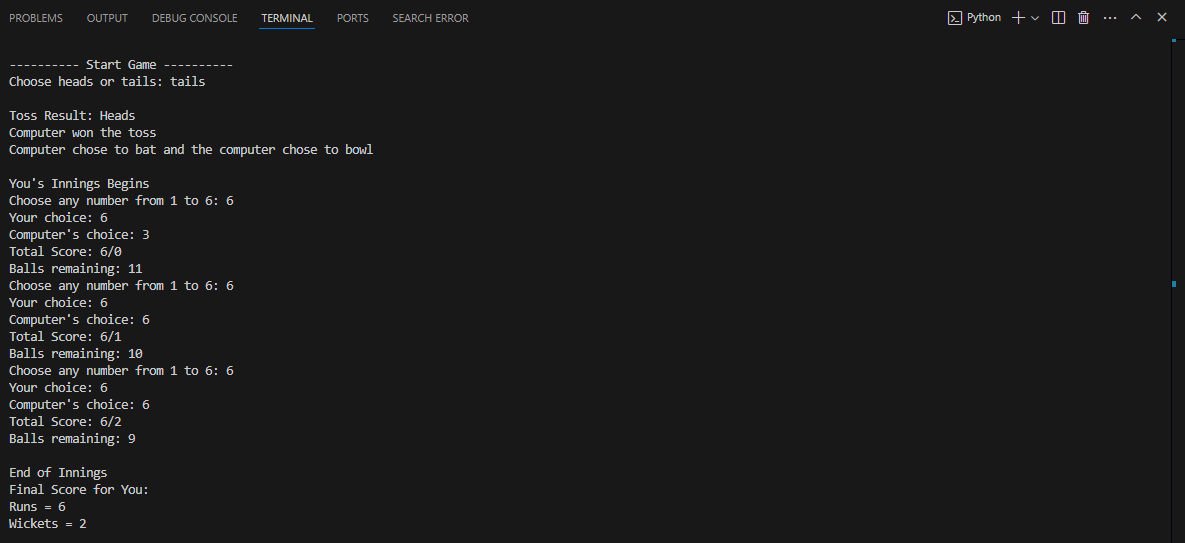 PROBLEMS OUTPUT DEBUG CONSOLE TERMINAL PORTS SEARCH ERROR Python
---------- Start Game ----------
Choose heads or tails: tails
Toss Result: Heads
Computer won the toss
Computer chose to bat and the computer chose to bowl
You's Innings Begins
Choose any number from 1 to 6: 6
Your choice: 6
Computer's choice: 3
Total Score: 6/0
Balls remaining: 11
Choose any number from 1 to 6: 6
Your choice: 6
Computer's choice: 6
Total Score: 6/1
Balls remaining: 10
Choose any number from 1 to 6: 6
Your choice: 6
Computer's choice: 6
Total Score: 6/2
Balls remaining: 9
End of Innings
Final Score for You:
Runs = 6
Wickets = 2